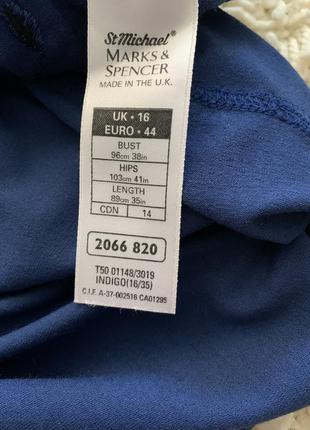 St Michael
MARKS &
SPENCER
MADE IN THE U.K.
UK • 16
EURO • 44
BUST
96cm 38in
HIPS
103cm 41in
LENGTH
89cm 35in
CDN 14
2066 820
T50 01148/3019
INDIGO(16/35)
C.I.F. A-37-002516 CA01295